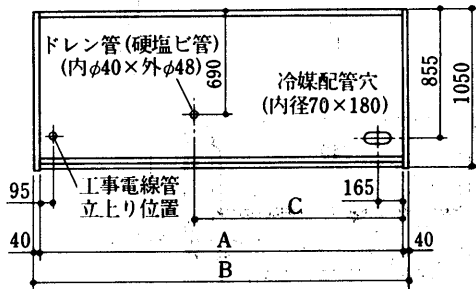 ドレン管(硬塩ビ管)
(内φ40×外φ48)
690
冷媒配管穴
(内径70×180)
855
1050
95
工事電線管
立上り位置
165
C
40
A
40
B